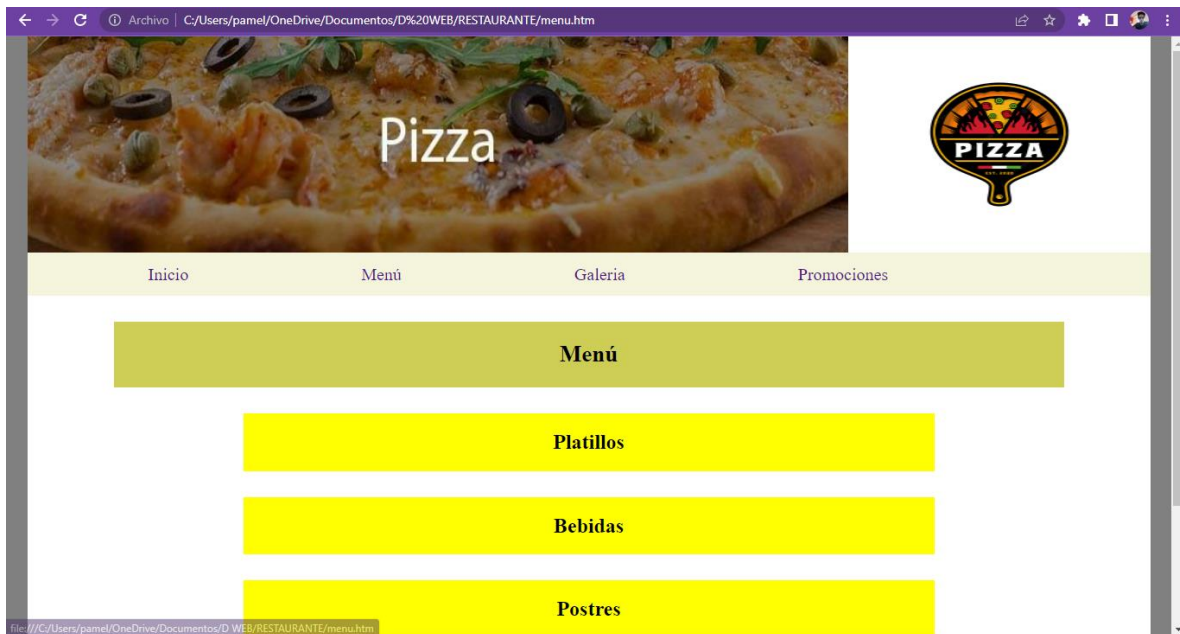 Archivo C:/Users/pamel/OneDrive/Documentos/D%20WEB/RESTAURANTE/menu.htm
Pizza
PIZZA
Inicio Menú Galeria Promociones
Menú
Platillos
Bebidas
Postres
file:///C:/Users/pamel/OneDrive/Documentos/D WEB/RESTAURANTE/menu.htm